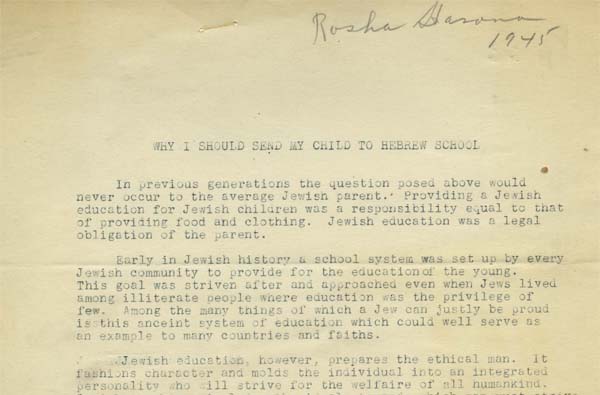 Rosha Hasona
1945
WHY I SHOULD SEND MY CHILD TO HEBREW SCHOOL
In previous generations the question posed above would
never occur to the average Jewish parent. Providing a Jewish
education for Jewish children was a responsibility equal to that
of providing food and clothing. Jewish education was a legal
obligation of the parent.
Early in Jewish history a school system was set up by every
Jewish community to provide for the education of the young.
This goal was striven after and approached even when Jews lived
among illiterate people where education was the privilege of
few. Among the many things of which a Jew can justly be proud
is this anceint system of education which could well serve as
an example to many countries and faiths.
Jewish education, however, prepares the ethical man. It
fashions character and molds the individual into an integrated
personality who will strive for the welfaire of all humankind.